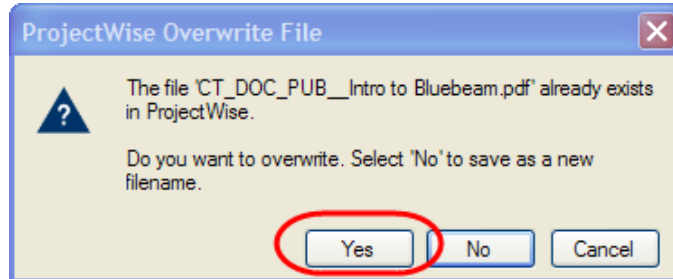 ProjectWise Overwrite File
The file 'CT_DOC_PUB__Intro to Bluebeam.pdf' already exists
in ProjectWise.
Do you want to overwrite. Select 'No' to save as a new
filename.
Yes No Cancel